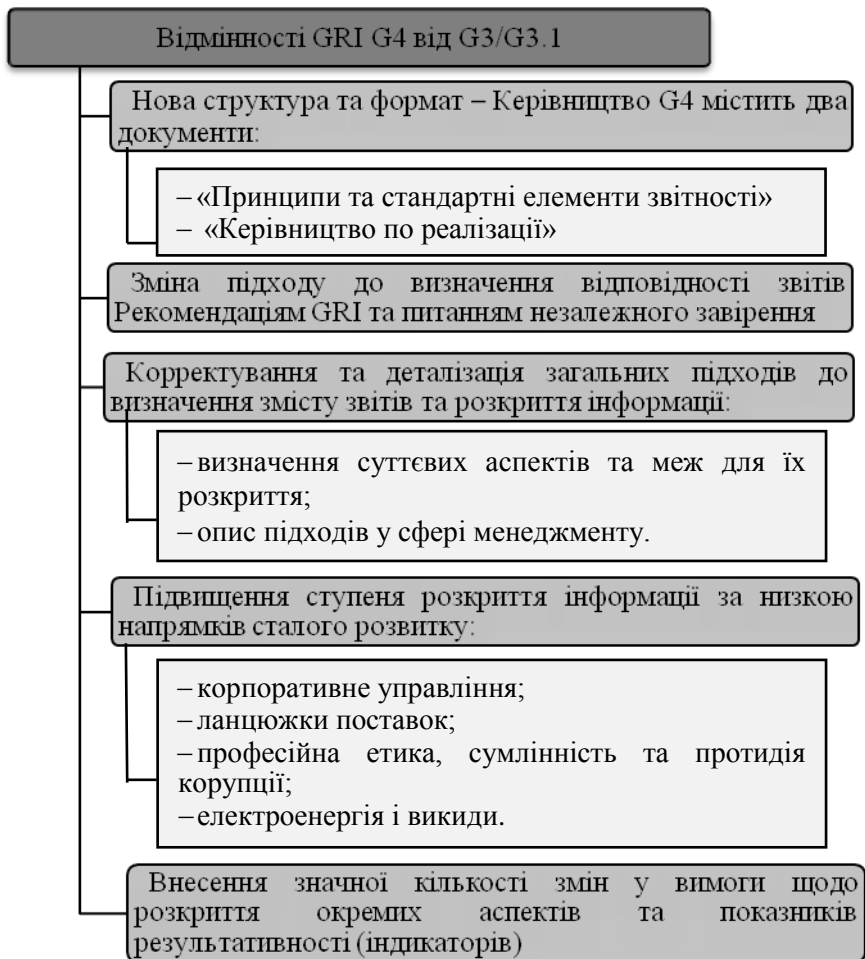 Відмінності GRI G4 від G3/G3.1
Нова структура та формат – Керівництво G4 містить два
документи:
– «Принципи та стандартні елементи звітності»
– «Керівництво по реалізації»
Зміна підходу до визначення відповідності звітів
Рекомендаціям GRI та питанням незалежного завірення
Корректування та деталізація загальних підходів до
визначення змісту звітів та розкриття інформації:
– визначення суттєвих аспектів та меж для їх
розкриття;
– опис підходів у сфері менеджменту.
Підвищення ступеня розкриття інформації за низкою
напрямків сталого розвитку:
– корпоративне управління;
– ланцюжки поставок;
– професійна етика, сумлінність та протидія
корупції;
– електроенергія і викиди.
Внесення значної кількості змін у вимоги щодо
розкриття окремих аспектів та показників
результативності (індикаторів)